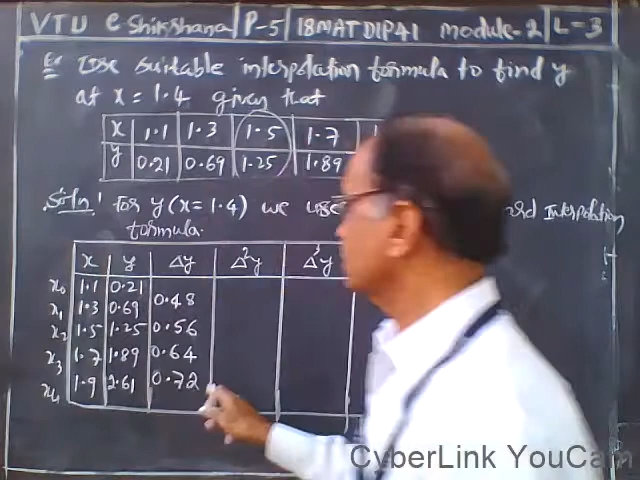 VTU e-Shikshana P-5 18MATDIP41 module-2 L-3
Ex Use suitable interpolation formula to find y
at x = 1.4 given that
x 1.1 1.3 1.5 1.7
y 0.21 0.69 1.25 1.89
Soln: For y(x=1.4) we use Interpolation
formula.
x y Δy Δ²y Δ³y
x0 1.1 0.21
0.48
x1 1.3 0.69
0.56
x2 1.5 1.25
0.64
x3 1.7 1.89
0.72
x4 1.9 2.61
CyberLink YouCam